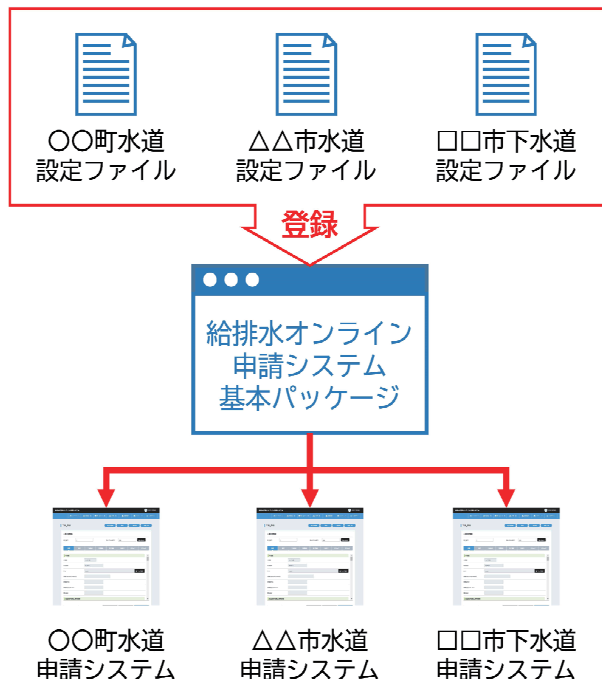 〇〇町水道
設定ファイル
△△市水道
設定ファイル
□□市下水道
設定ファイル
登録
給排水オンライン
申請システム
基本パッケージ
〇〇町水道
申請システム
△△市水道
申請システム
□□市下水道
申請システム